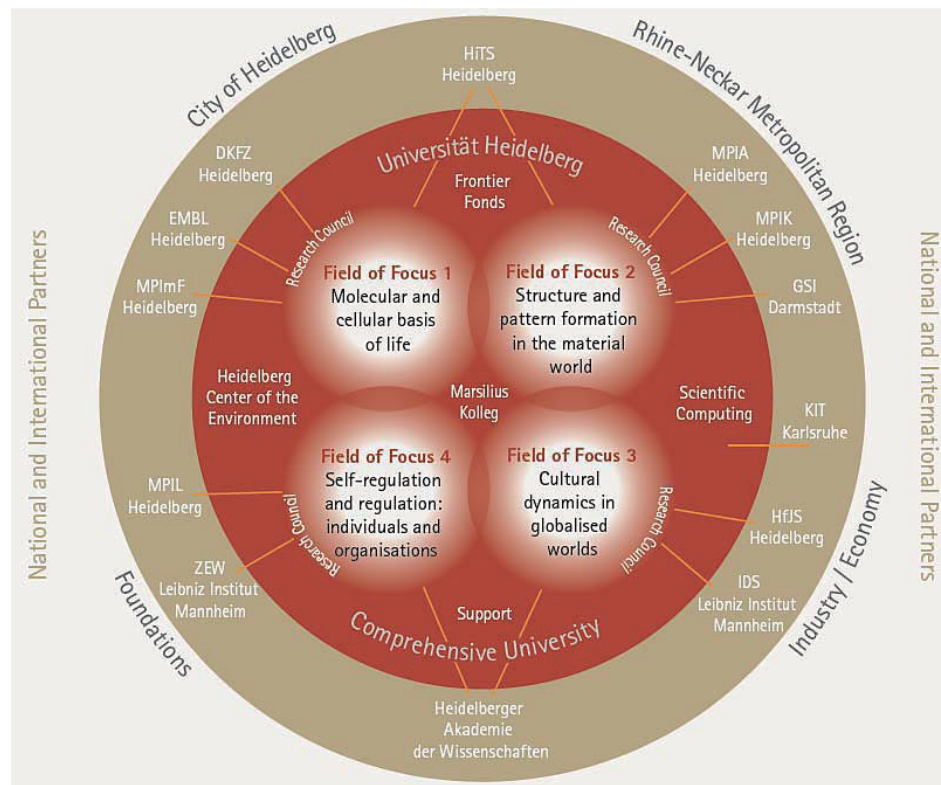 City of Heidelberg
Rhine-Neckar Metropolitan Region
National and International Partners
National and International Partners
Foundations
Industry / Economy
HiTS
Heidelberg
DKFZ
Heidelberg
EMBL
Heidelberg
MPImF
Heidelberg
MPIA
Heidelberg
MPIK
Heidelberg
GSI
Darmstadt
Universität Heidelberg
Frontier
Fonds
Research Council
Research Council
Field of Focus 1
Molecular and
cellular basis
of life
Field of Focus 2
Structure and
pattern formation
in the material
world
Heidelberg
Center of the
Environment
Marsilius
Kolleg
Scientific
Computing
KIT
Karlsruhe
Field of Focus 4
Self-regulation
and regulation:
individuals and
organisations
Field of Focus 3
Cultural
dynamics in
globalised
worlds
Research Council
Research Council
MPIL
Heidelberg
ZEW
Leibniz Institut
Mannheim
HfJS
Heidelberg
IDS
Leibniz Institut
Mannheim
Support
Comprehensive University
Heidelberger
Akademie
der Wissenschaften